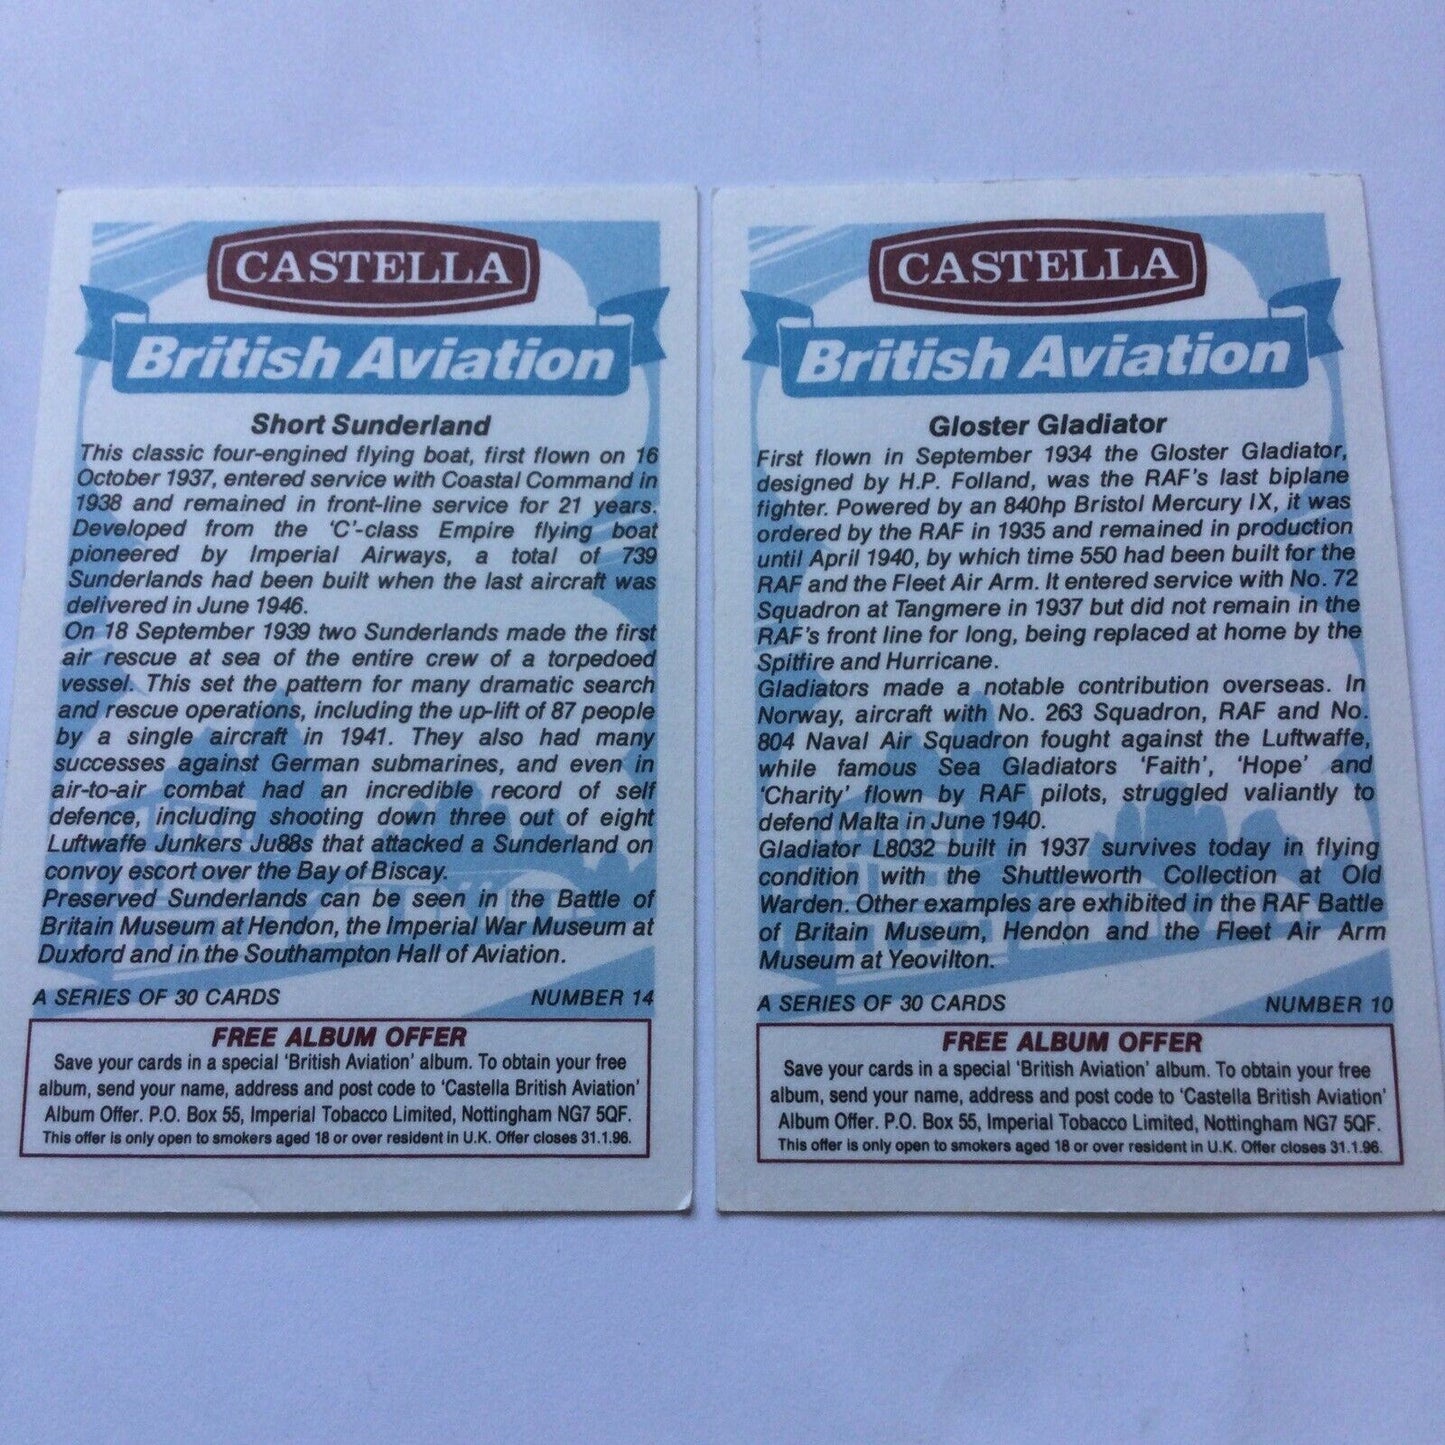 CASTELLA
British Aviation
Short Sunderland
This classic four-engined flying boat, first flown on 16
October 1937, entered service with Coastal Command in
1938 and remained in front-line service for 21 years.
Developed from the 'C'-class Empire flying boat
pioneered by Imperial Airways, a total of 739
Sunderlands had been built when the last aircraft was
delivered in June 1946.
On 18 September 1939 two Sunderlands made the first
air rescue at sea of the entire crew of a torpedoed
vessel. This set the pattern for many dramatic search
and rescue operations, including the up-lift of 87 people
by a single aircraft in 1941. They also had many
successes against German submarines, and even in
air-to-air combat had an incredible record of self
defence, including shooting down three out of eight
Luftwaffe Junkers Ju88s that attacked a Sunderland on
convoy escort over the Bay of Biscay.
Preserved Sunderlands can be seen in the Battle of
Britain Museum at Hendon, the Imperial War Museum at
Duxford and in the Southampton Hall of Aviation.
A SERIES OF 30 CARDS NUMBER 14
FREE ALBUM OFFER
Save your cards in a special 'British Aviation' album. To obtain your free
album, send your name, address and post code to 'Castella British Aviation'
Album Offer. P.O. Box 55, Imperial Tobacco Limited, Nottingham NG7 5QF.
This offer is only open to smokers aged 18 or over resident in U.K. Offer closes 31.1.96.
CASTELLA
British Aviation
Gloster Gladiator
First flown in September 1934 the Gloster Gladiator,
designed by H.P. Folland, was the RAF's last biplane
fighter. Powered by an 840hp Bristol Mercury IX, it was
ordered by the RAF in 1935 and remained in production
until April 1940, by which time 550 had been built for the
RAF and the Fleet Air Arm. It entered service with No. 72
Squadron at Tangmere in 1937 but did not remain in the
RAF's front line for long, being replaced at home by the
Spitfire and Hurricane.
Gladiators made a notable contribution overseas. In
Norway, aircraft with No. 263 Squadron, RAF and No.
804 Naval Air Squadron fought against the Luftwaffe,
while famous Sea Gladiators 'Faith', 'Hope' and
'Charity' flown by RAF pilots, struggled valiantly to
defend Malta in June 1940.
Gladiator L8032 built in 1937 survives today in flying
condition with the Shuttleworth Collection at Old
Warden. Other examples are exhibited in the RAF Battle
of Britain Museum, Hendon and the Fleet Air Arm
Museum at Yeovilton.
A SERIES OF 30 CARDS NUMBER 10
FREE ALBUM OFFER
Save your cards in a special 'British Aviation' album. To obtain your free
album, send your name, address and post code to 'Castella British Aviation'
Album Offer. P.O. Box 55, Imperial Tobacco Limited, Nottingham NG7 5QF.
This offer is only open to smokers aged 18 or over resident in U.K. Offer closes 31.1.96.